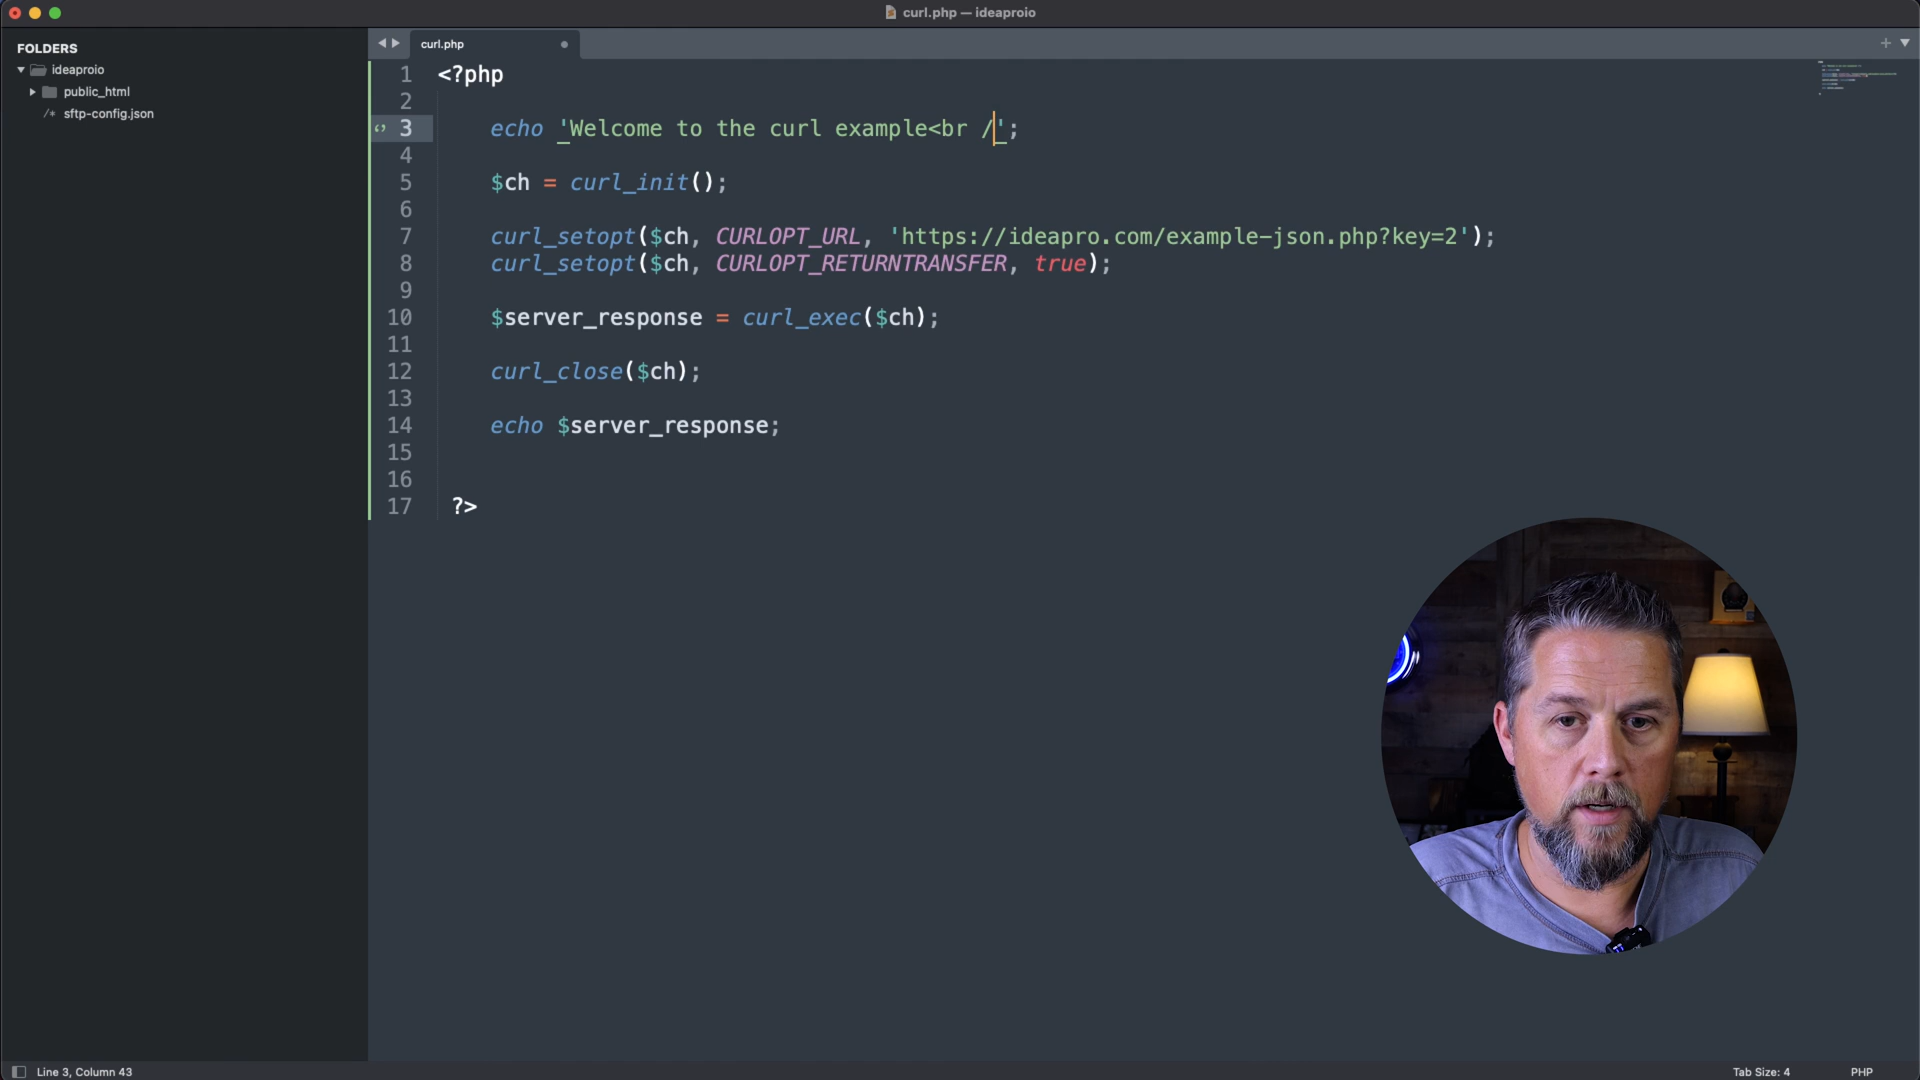 curl.php — ideaproio
FOLDERS
ideaproio
public_html
/* sftp-config.json
curl.php
1 <?php
2
3 echo 'Welcome to the curl example<br /';
4
5 $ch = curl_init();
6
7 curl_setopt($ch, CURLOPT_URL, 'https://ideapro.com/example-json.php?key=2');
8 curl_setopt($ch, CURLOPT_RETURNTRANSFER, true);
9
10 $server_response = curl_exec($ch);
11
12 curl_close($ch);
13
14 echo $server_response;
15
16
17 ?>
Line 3, Column 43
Tab Size: 4
PHP